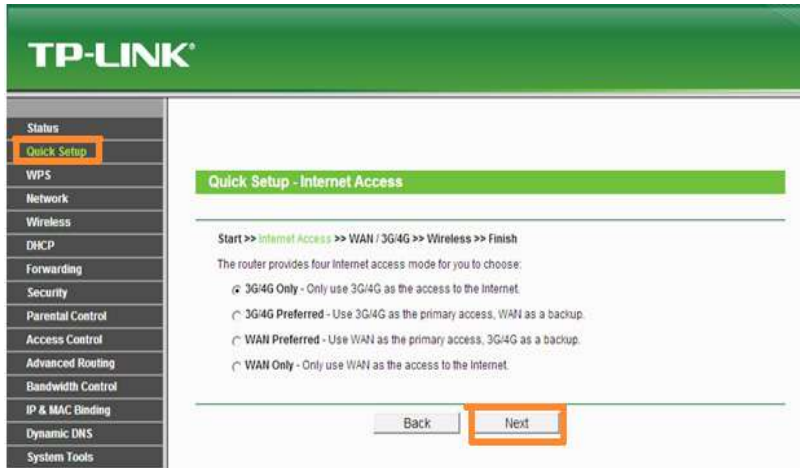 TP-LINK®
Status
Quick Setup
WPS
Network
Wireless
DHCP
Forwarding
Security
Parental Control
Access Control
Advanced Routing
Bandwidth Control
IP & MAC Binding
Dynamic DNS
System Tools
Quick Setup - Internet Access
Start >> Internet Access >> WAN / 3G/4G >> Wireless >> Finish
The router provides four Internet access mode for you to choose:
3G/4G Only - Only use 3G/4G as the access to the Internet.
3G/4G Preferred - Use 3G/4G as the primary access, WAN as a backup.
WAN Preferred - Use WAN as the primary access, 3G/4G as a backup.
WAN Only - Only use WAN as the access to the Internet.
Back Next